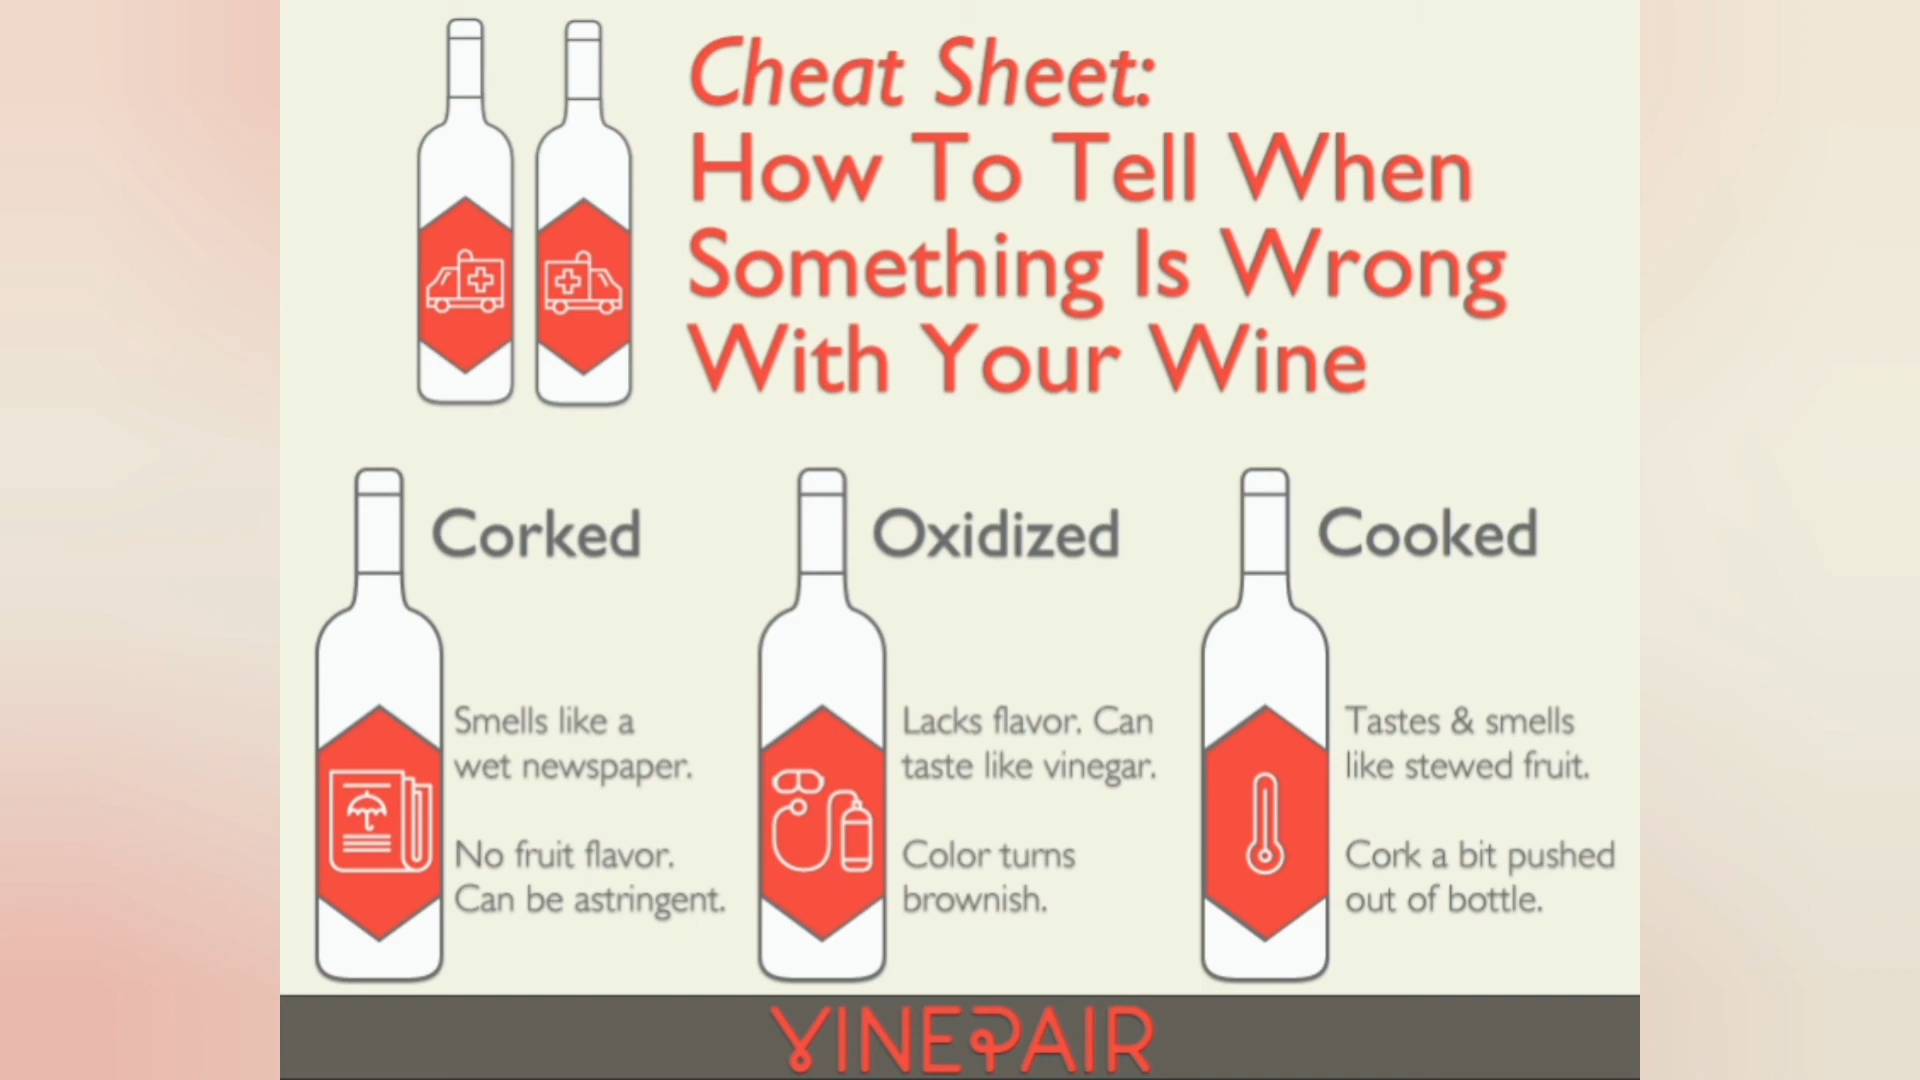 Cheat Sheet:
How To Tell When
Something Is Wrong
With Your Wine
Corked
Smells like a
wet newspaper.
No fruit flavor.
Can be astringent.
Oxidized
Lacks flavor. Can
taste like vinegar.
Color turns
brownish.
Cooked
Tastes & smells
like stewed fruit.
Cork a bit pushed
out of bottle.
VINEPAIR